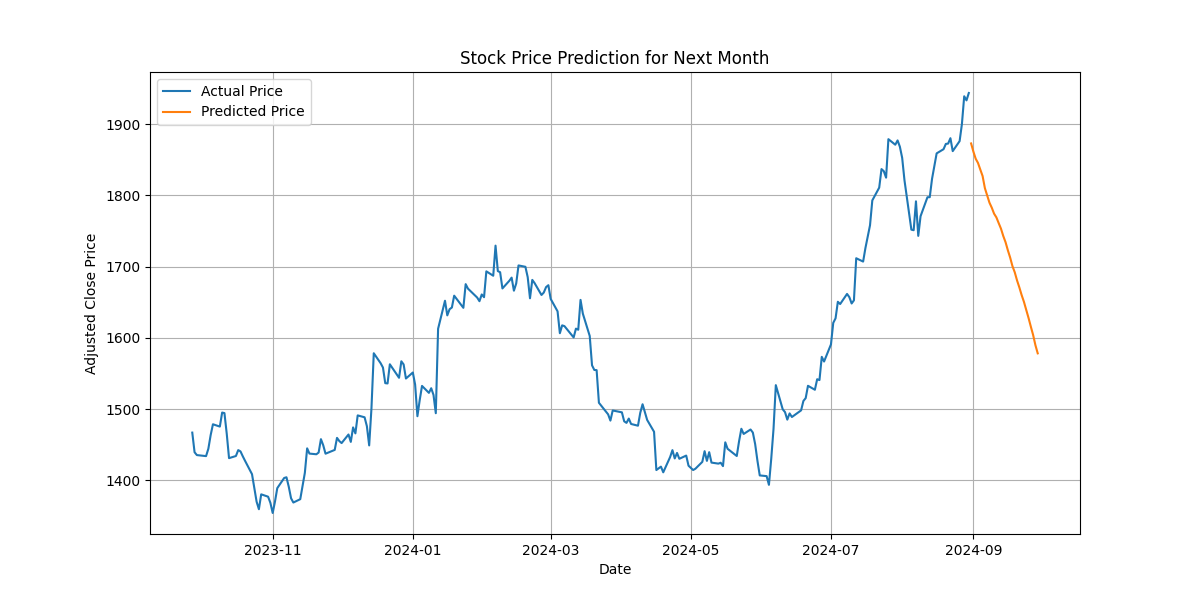 Stock Price Prediction for Next Month
Actual Price
Predicted Price
Adjusted Close Price
1900
1800
1700
1600
1500
1400
2023-11
2024-01
2024-03
2024-05
2024-07
2024-09
Date